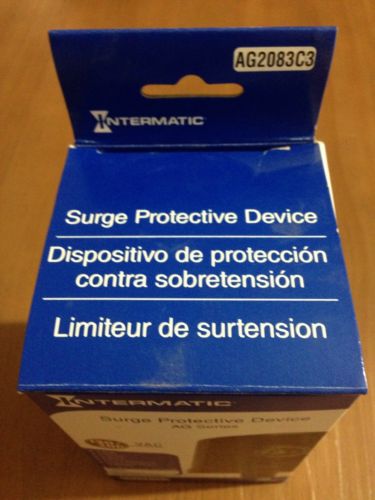 AG2083C3
INTERMATIC
Surge Protective Device
Dispositivo de protección
contra sobretensión
Limiteur de surtension
INTERMATIC
Surge Protective Device
AG Series
VAC